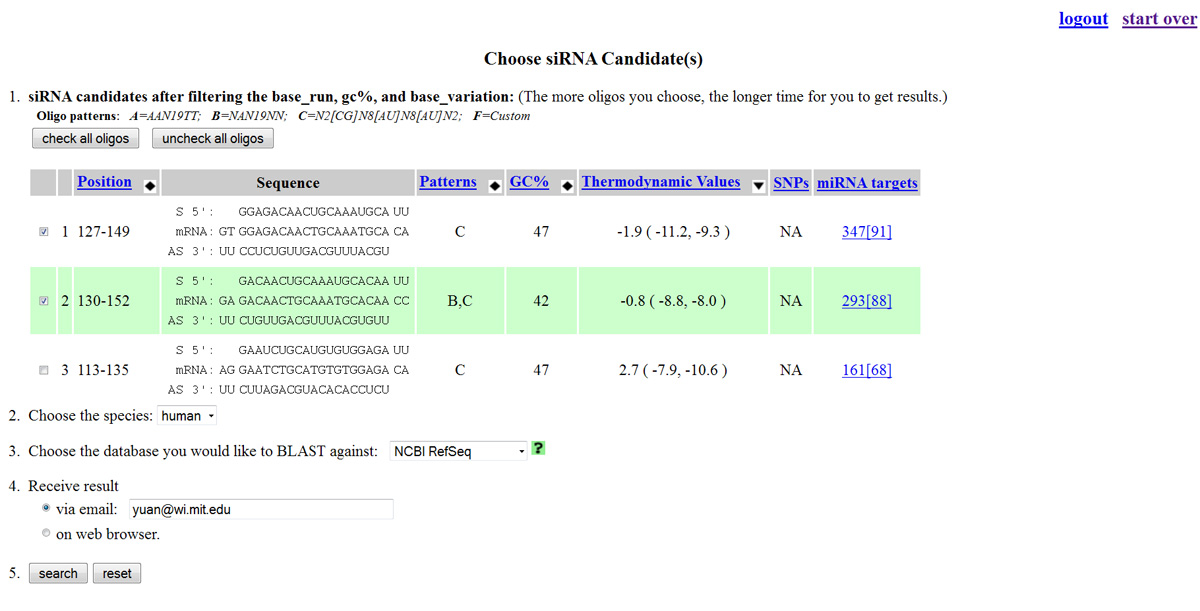 logout start over
Choose siRNA Candidate(s)
1. siRNA candidates after filtering the base_run, gc%, and base_variation: (The more oligos you choose, the longer time for you to get results.)
Oligo patterns: A=AAN19TT; B=NAN19NN; C=N2[CG]N8[AU]N8[AU]N2; F=Custom
check all oligos uncheck all oligos
Position Sequence Patterns GC% Thermodynamic Values SNPs miRNA targets
S 5': GGAGACAACUGCAAAUGCA UU
1 127-149 mRNA: GT GGAGACAACTGCAAATGCA CA C 47 -1.9 ( -11.2, -9.3 ) NA 347[91]
AS 3': UU CCUCUGUUGACGUUUACGU
S 5': GACAACUGCAAAUGCACAA UU
2 130-152 mRNA: GA GACAACTGCAAATGCACAA CC B,C 42 -0.8 ( -8.8, -8.0 ) NA 293[88]
AS 3': UU CUGUUGACGUUUACGUGUU
S 5': GAAUCUGCAUGUGUGGAGA UU
3 113-135 mRNA: AG GAATCTGCATGTGTGGAGA CA C 47 2.7 ( -7.9, -10.6 ) NA 161[68]
AS 3': UU CUUAGACGUACACACCUCU
2. Choose the species: human
3. Choose the database you would like to BLAST against: NCBI RefSeq ?
4. Receive result
via email: yuan@wi.mit.edu
on web browser.
5. search reset